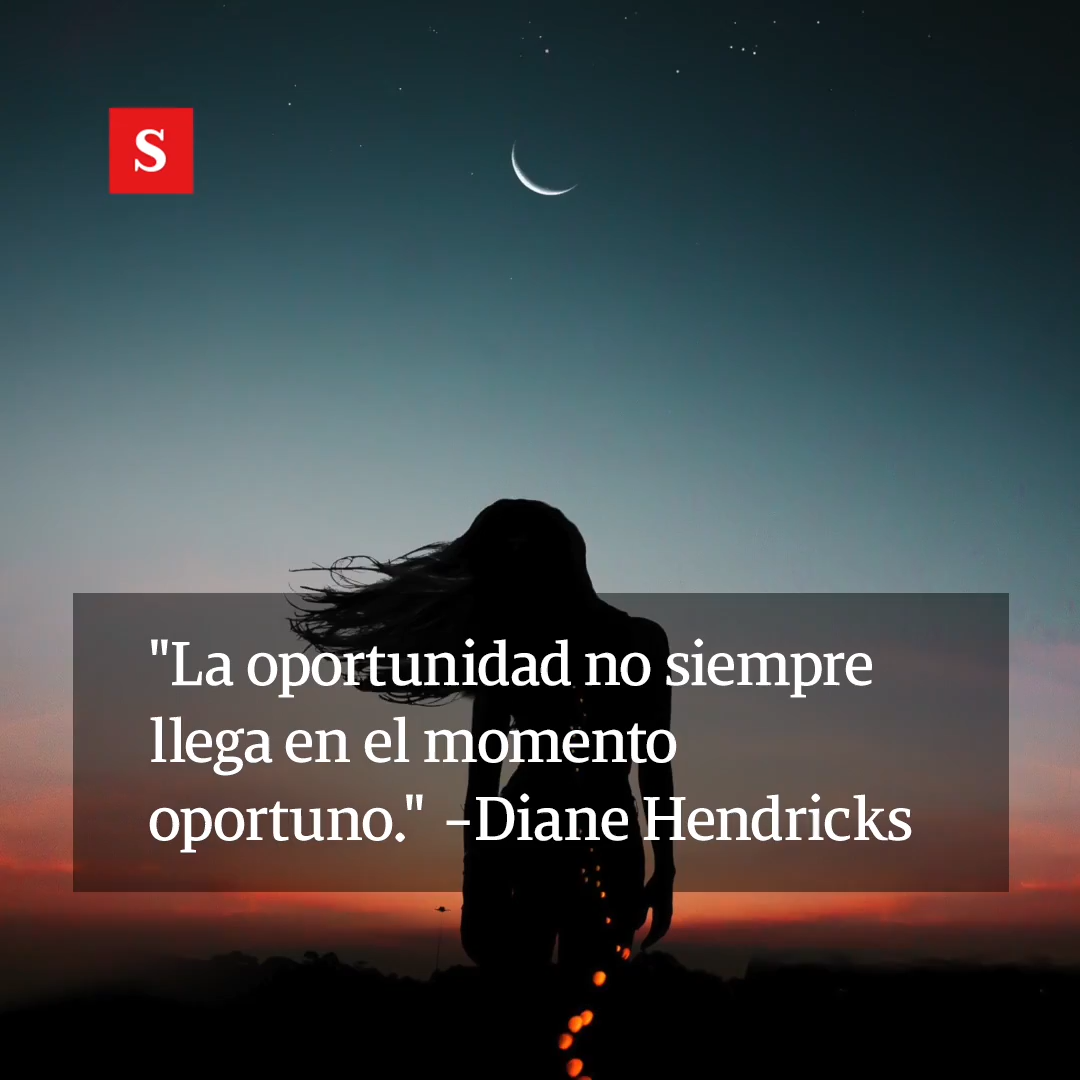 S
"La oportunidad no siempre
llega en el momento
oportuno." -Diane Hendricks